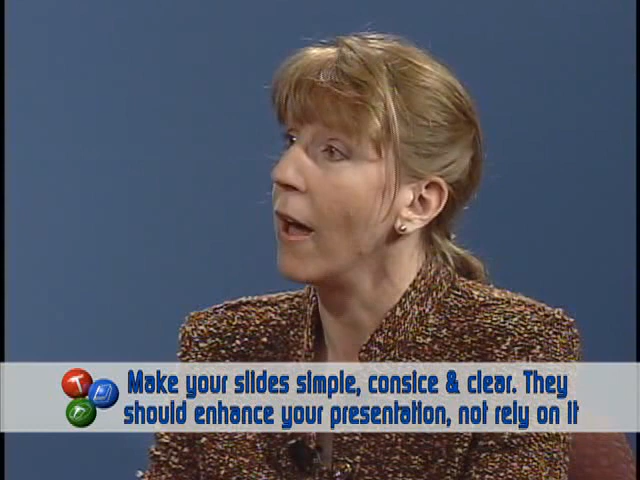 Make your slides simple, consice & clear. They
should enhance your presentation, not rely on it